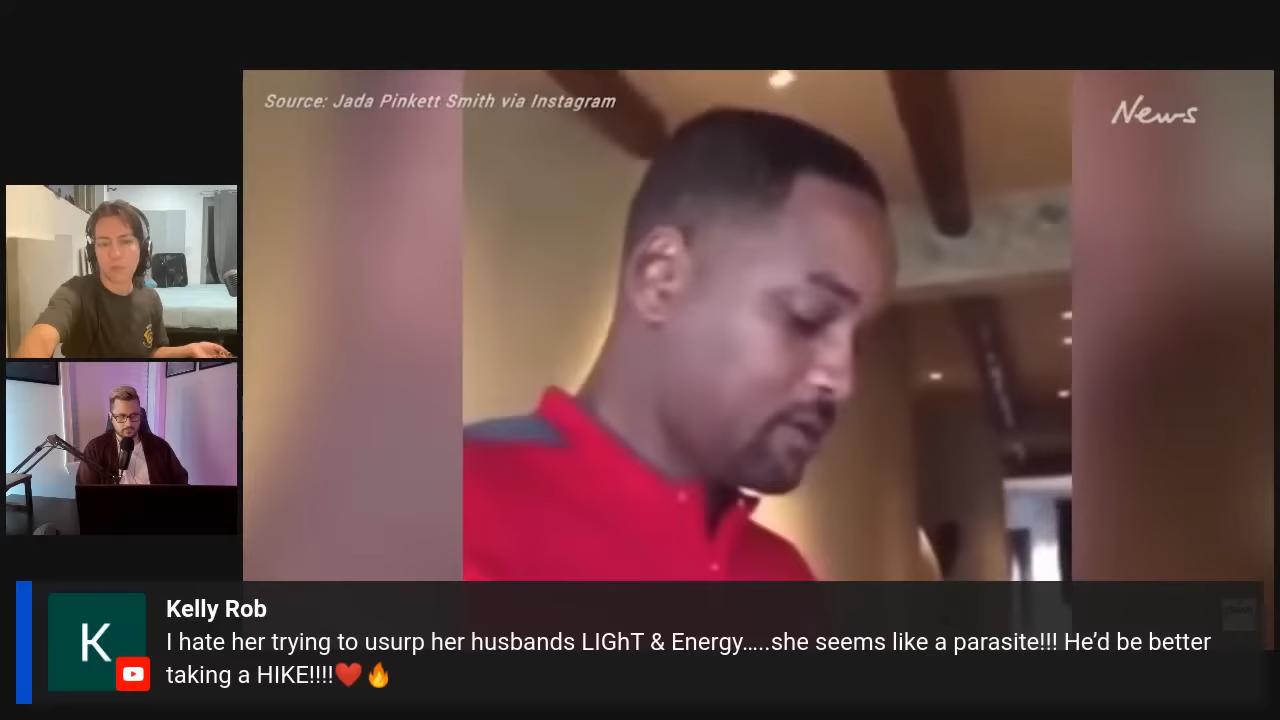 Source: Jada Pinkett Smith via Instagram
News
K
Kelly Rob
I hate her trying to usurp her husbands LIGhT & Energy.....she seems like a parasite!!! He’d be better
taking a HIKE!!!!❤️🔥